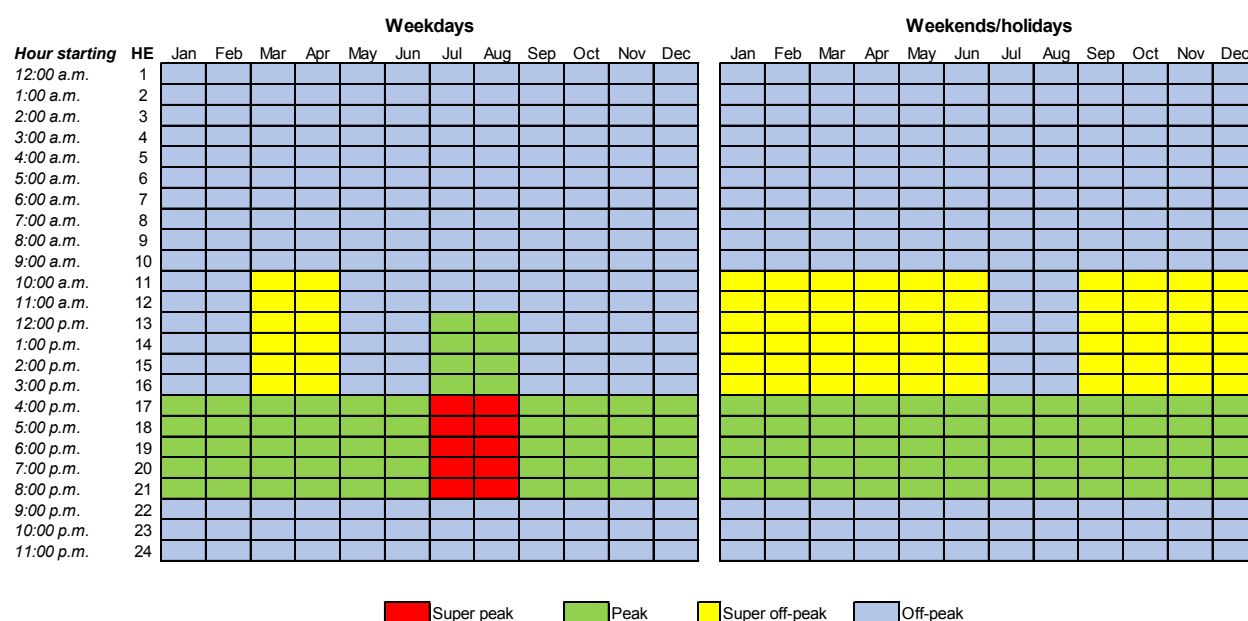 Weekdays Weekends/holidays
Hour starting HE Jan Feb Mar Apr May Jun Jul Aug Sep Oct Nov Dec Jan Feb Mar Apr May Jun Jul Aug Sep Oct Nov Dec
12:00 a.m. 1
1:00 a.m. 2
2:00 a.m. 3
3:00 a.m. 4
4:00 a.m. 5
5:00 a.m. 6
6:00 a.m. 7
7:00 a.m. 8
8:00 a.m. 9
9:00 a.m. 10
10:00 a.m. 11
11:00 a.m. 12
12:00 p.m. 13
1:00 p.m. 14
2:00 p.m. 15
3:00 p.m. 16
4:00 p.m. 17
5:00 p.m. 18
6:00 p.m. 19
7:00 p.m. 20
8:00 p.m. 21
9:00 p.m. 22
10:00 p.m. 23
11:00 p.m. 24
Super peak Peak Super off-peak Off-peak